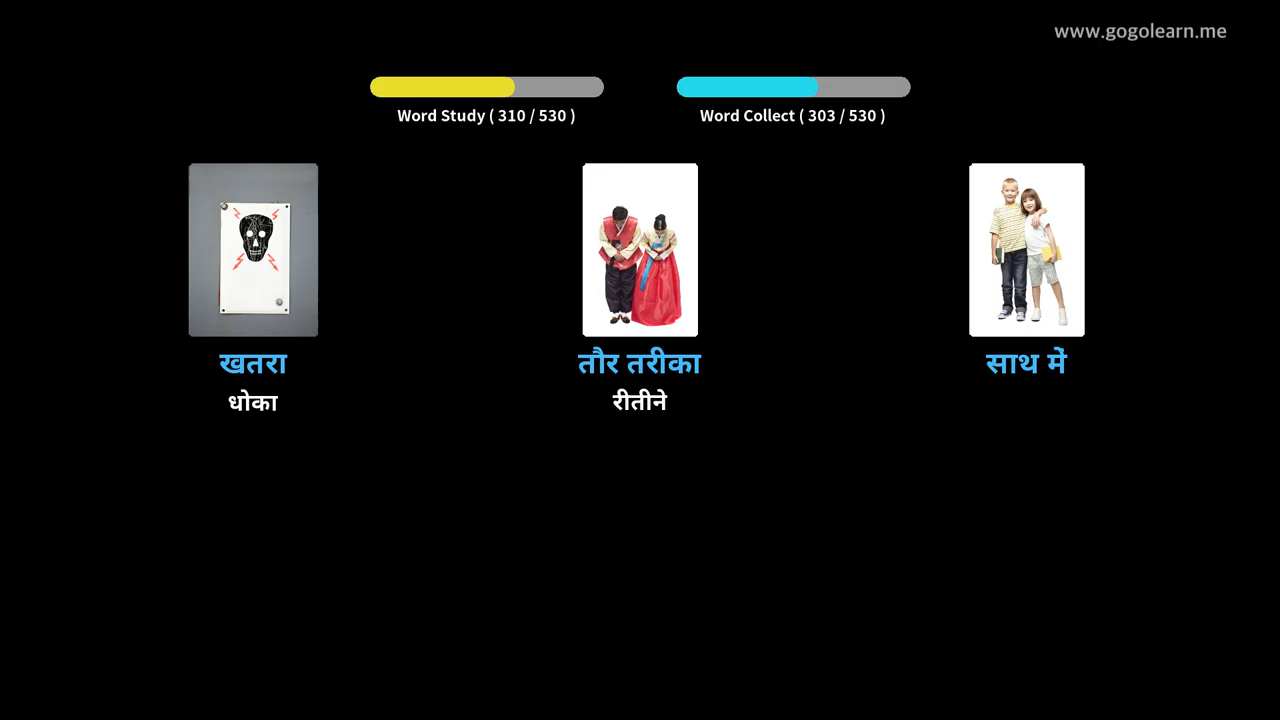 www.gogolearn.me
Word Study ( 310 / 530 )
Word Collect ( 303 / 530 )
खतरा
धोका
तौर तरीका
रीतीने
साथ में